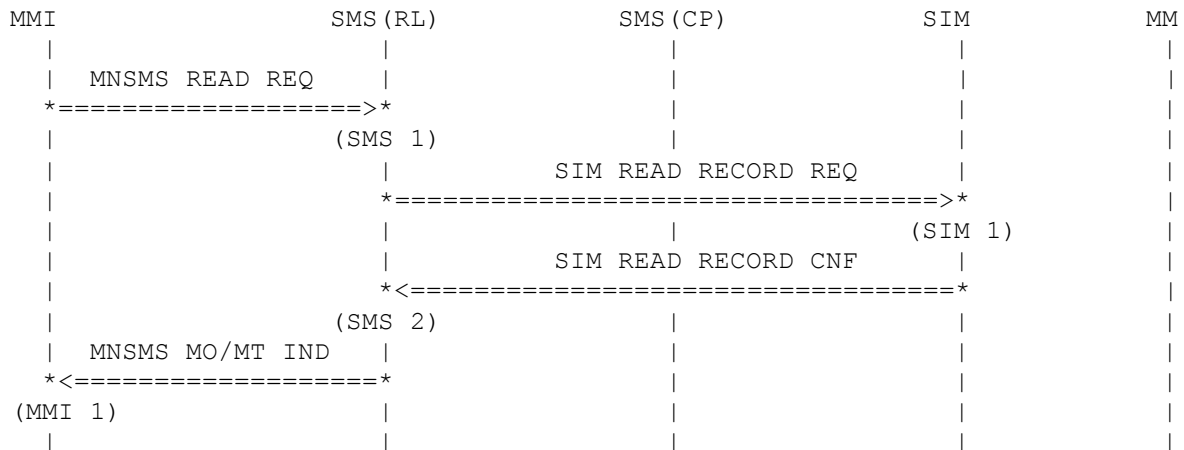 MMI SMS(RL) SMS(CP) SIM MM
MNSMS READ REQ
(SMS 1)
SIM READ RECORD REQ
(SIM 1)
SIM READ RECORD CNF
(SMS 2)
MNSMS MO/MT IND
(MMI 1)